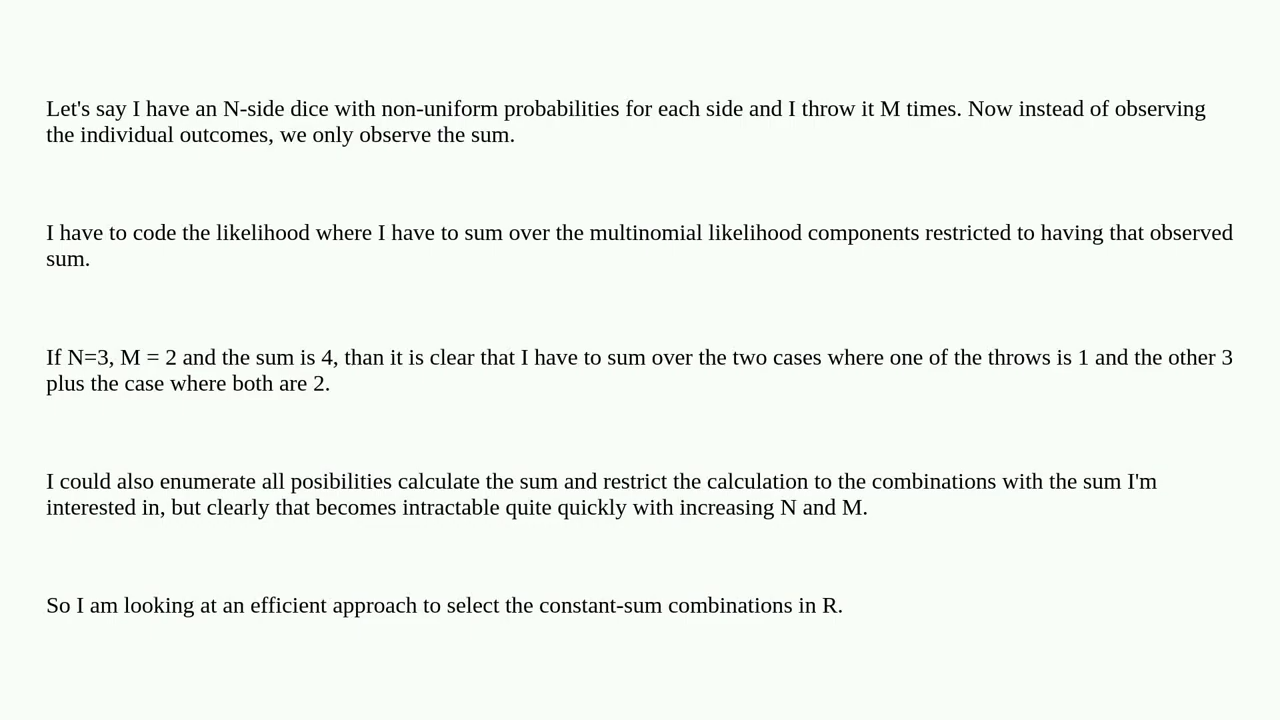 Let's say I have an N-side dice with non-uniform probabilities for each side and I throw it M times. Now instead of observing
the individual outcomes, we only observe the sum.
I have to code the likelihood where I have to sum over the multinomial likelihood components restricted to having that observed
sum.
If N=3, M = 2 and the sum is 4, than it is clear that I have to sum over the two cases where one of the throws is 1 and the other 3
plus the case where both are 2.
I could also enumerate all posibilities calculate the sum and restrict the calculation to the combinations with the sum I'm
interested in, but clearly that becomes intractable quite quickly with increasing N and M.
So I am looking at an efficient approach to select the constant-sum combinations in R.